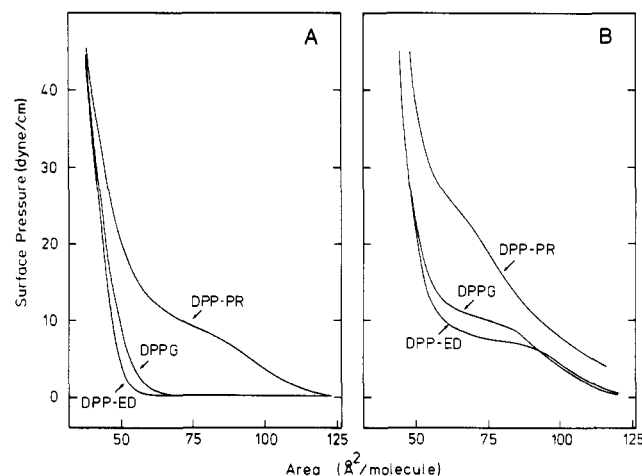 A
B
40
30
20
10
0
Surface Pressure (dyne/cm)
DPP-PR
DPPG
DPP-ED
DPP-PR
DPPG
DPP-ED
50
75
100
125
50
75
100
125
Area (Å²/molecule)